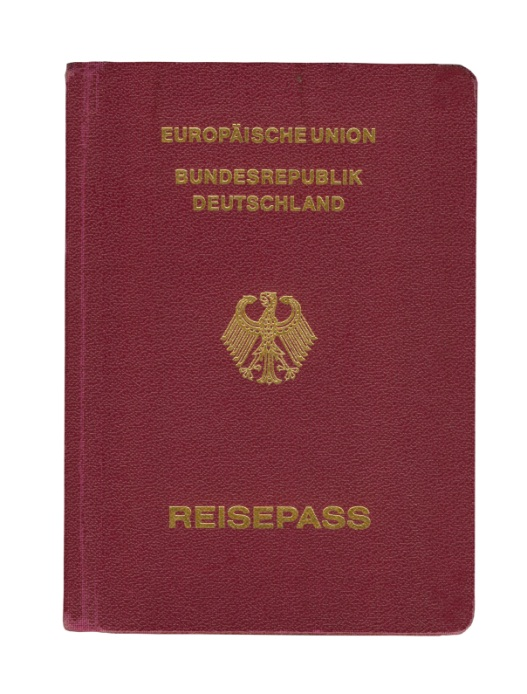 EUROPÄISCHE UNION
BUNDESREPUBLIK
DEUTSCHLAND
REISEPASS